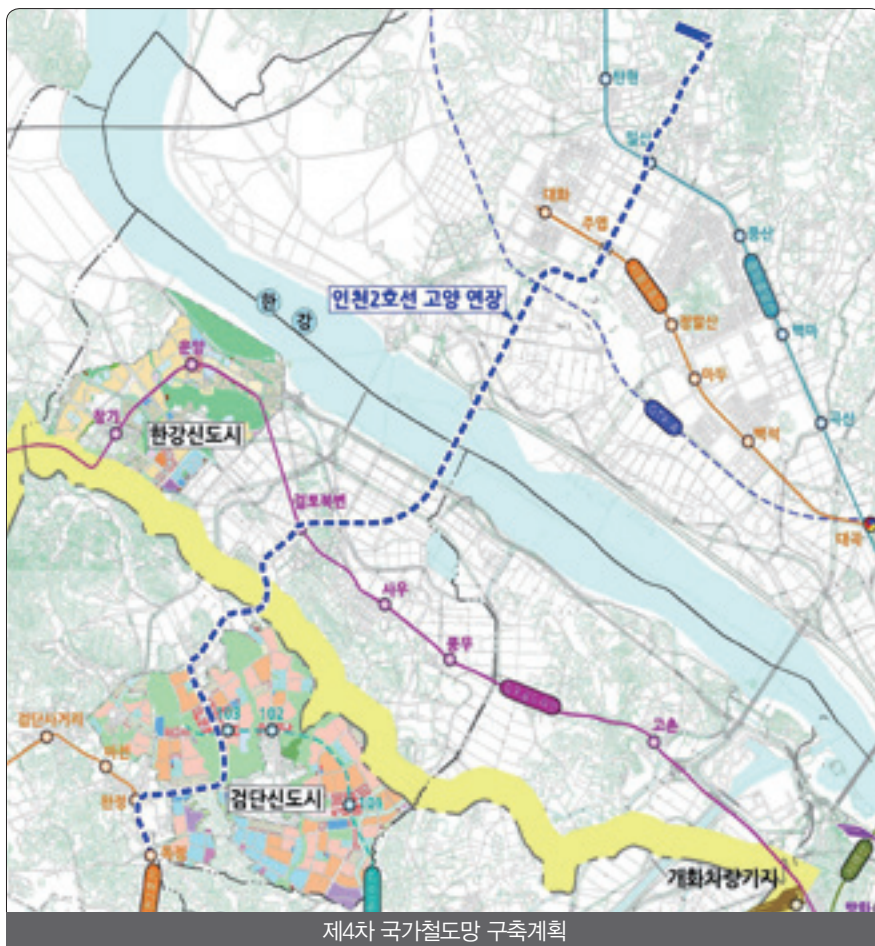 탄현
일산
대화
주엽
풍산
인천2호선 고양 연장
한
강
정발산
백마
운양
마두
장기
한강신도시
백석
곡산
걸포북변
대곡
사우
풍무
103
102
고촌
검단사거리
마전
완정
검단신도시
101
독정
개화차량기지
제4차 국가철도망 구축계획